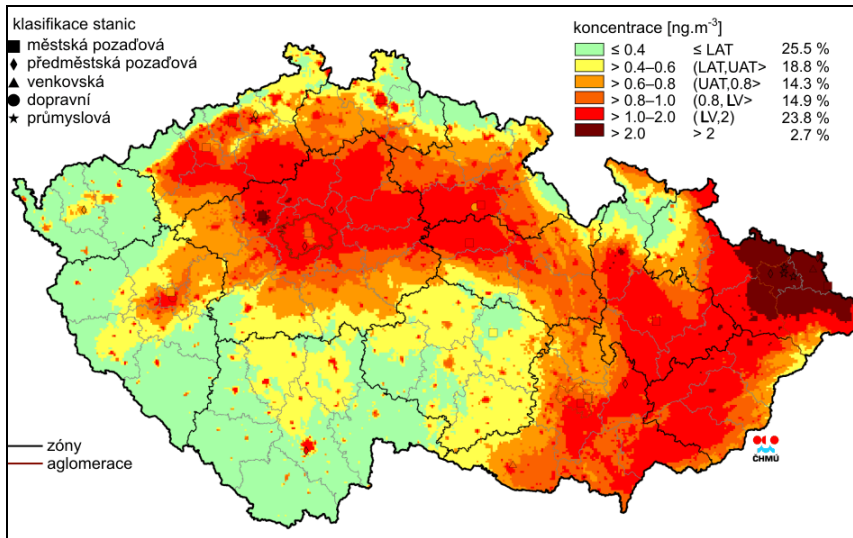 klasifikace stanic
městská pozaďová
předměstská pozaďová
venkovská
dopravní
průmyslová
koncentrace [ng.m⁻³]
≤ 0.4 ≤ LAT 25.5 %
> 0.4–0.6 (LAT,UAT> 18.8 %
> 0.6–0.8 (UAT,0.8> 14.3 %
> 0.8–1.0 (0.8, LV> 14.9 %
> 1.0–2.0 (LV,2) 23.8 %
> 2.0 > 2 2.7 %
zóny
aglomerace
ČHMÚ